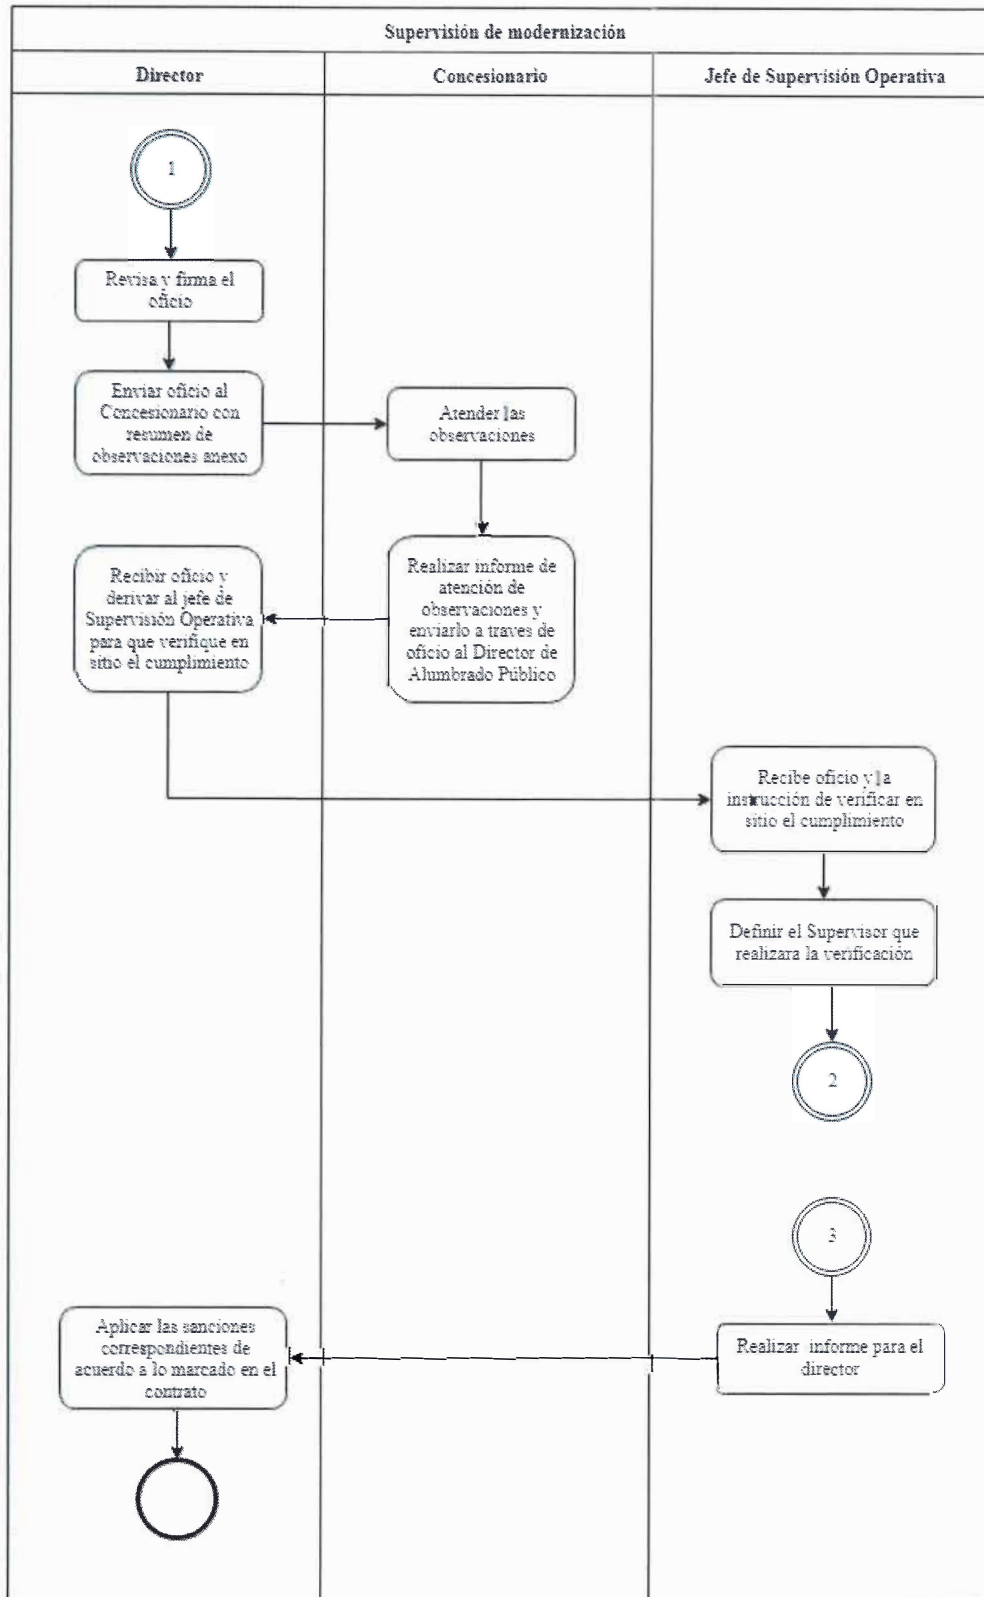 Supervisión de modernización
Director
Concesionario
Jefe de Supervisión Operativa
1
Revisa y firma el
oficio
Enviar oficio al
Concesionario con
resumen de
observaciones anexo
Atender las
observaciones
Recibir oficio y
derivar al jefe de
Supervisión Operativa
para que verifique en
sitio el cumplimiento
Realizar informe de
atención de
observaciones y
enviarlo a traves de
oficio al Director de
Alumbrado Público
Recibe oficio y la
instrucción de verificar en
sitio el cumplimiento
Definir el Supervisor que
realizara la verificación
2
3
Aplicar las sanciones
correspondientes de
acuerdo a lo marcado en el
contrato
Realizar informe para el
director